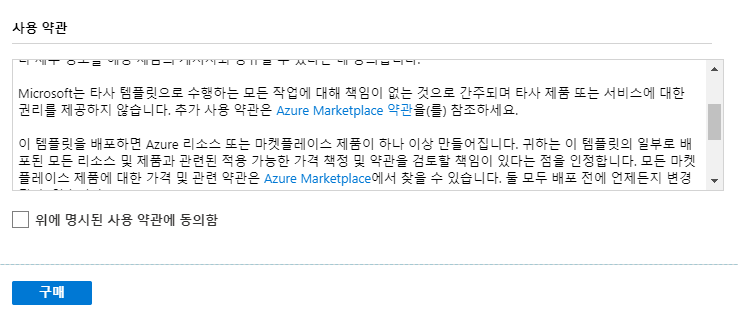 사용 약관
Microsoft는 타사 템플릿으로 수행하는 모든 작업에 대해 책임이 없는 것으로 간주되며 타사 제품 또는 서비스에 대한
권리를 제공하지 않습니다. 추가 사용 약관은 Azure Marketplace 약관을(를) 참조하세요.
이 템플릿을 배포하면 Azure 리소스 또는 마켓플레이스 제품이 하나 이상 만들어집니다. 귀하는 이 템플릿의 일부로 배
포된 모든 리소스 및 제품과 관련된 적용 가능한 가격 책정 및 약관을 검토할 책임이 있다는 점을 인정합니다. 모든 마켓
플레이스 제품에 대한 가격 및 관련 약관은 Azure Marketplace에서 찾을 수 있습니다. 둘 모두 배포 전에 언제든지 변경
위에 명시된 사용 약관에 동의함
구매